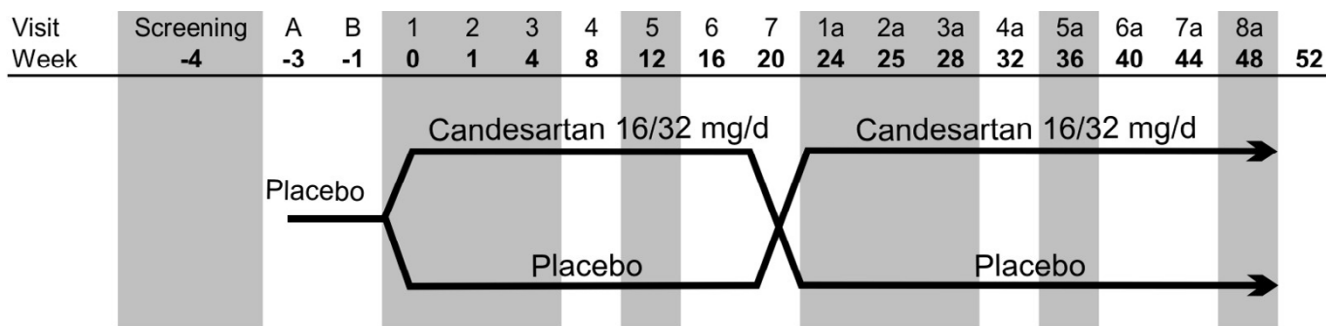 Visit Screening A B 1 2 3 4 5 6 7 1a 2a 3a 4a 5a 6a 7a 8a
Week -4 -3 -1 0 1 4 8 12 16 20 24 25 28 32 36 40 44 48 52
Candesartan 16/32 mg/d Candesartan 16/32 mg/d
Placebo
Placebo Placebo